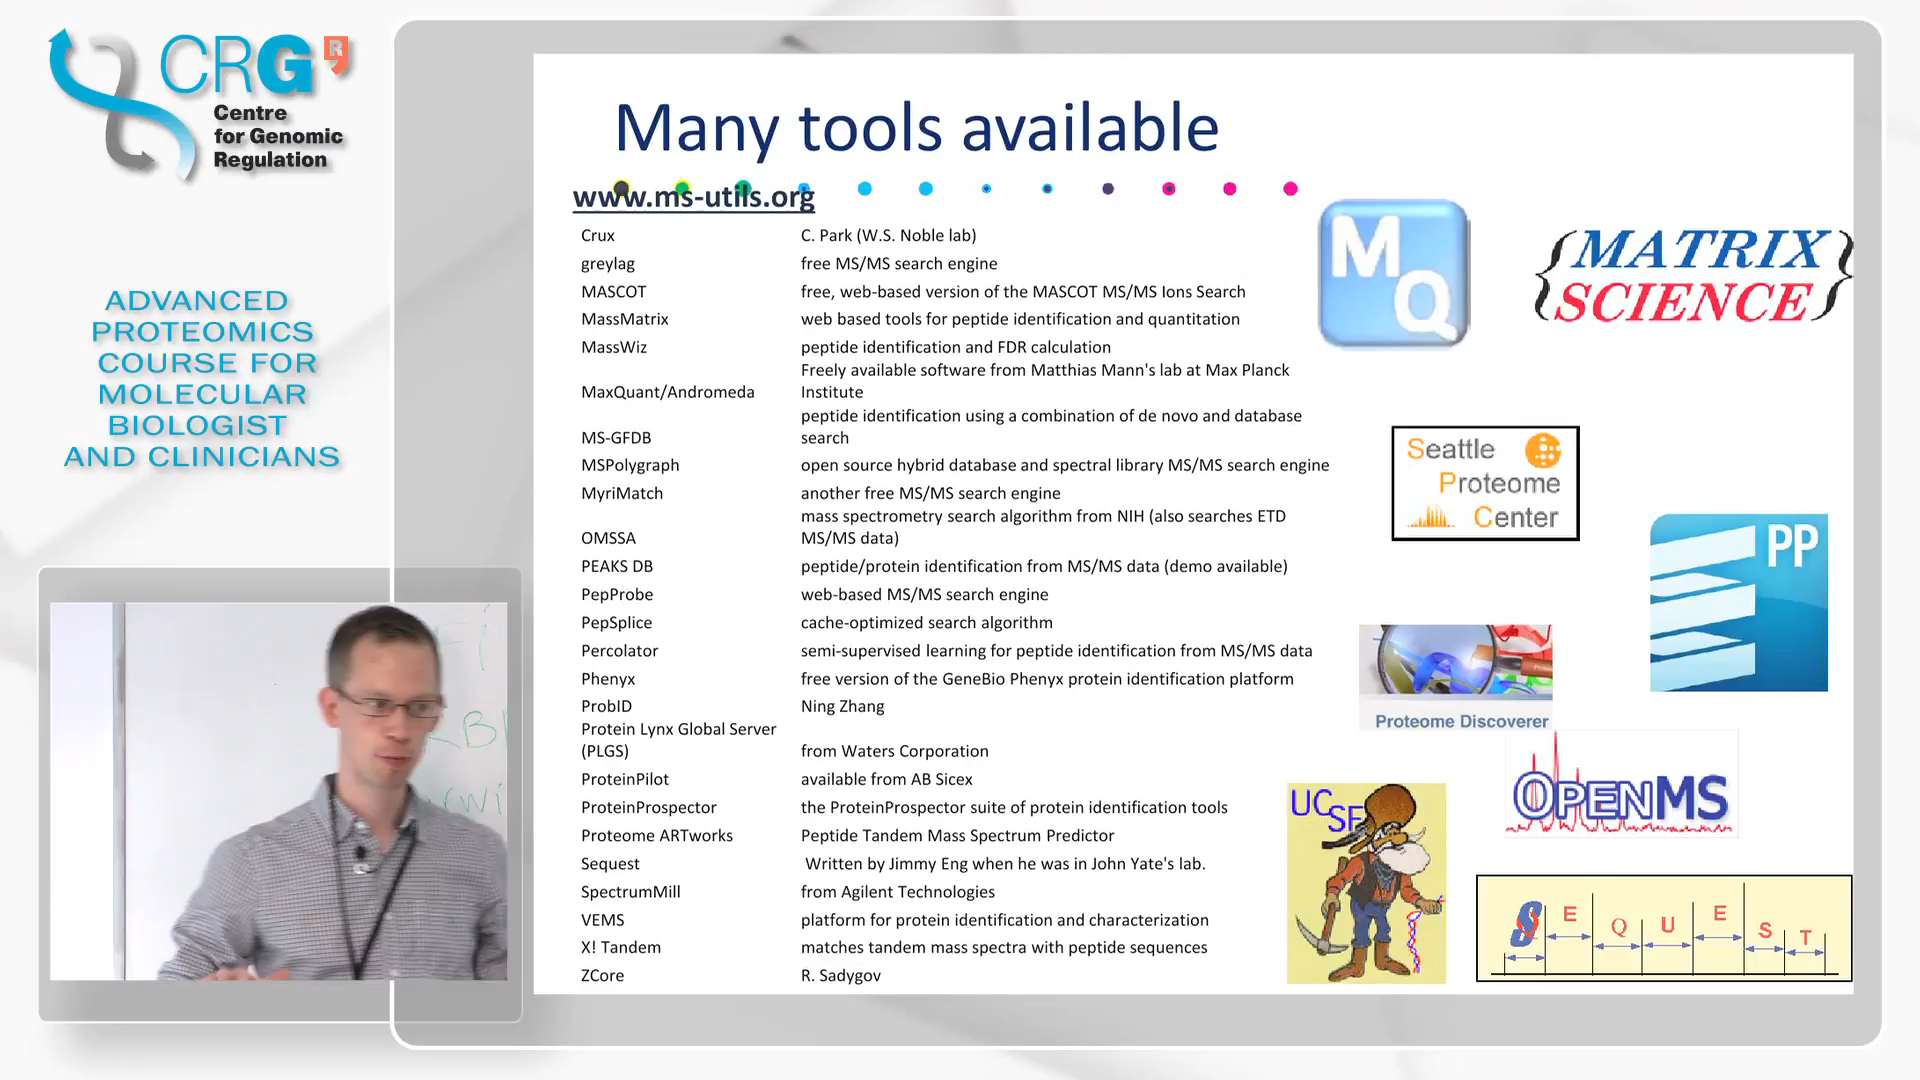 CRG
R
Centre
for Genomic
Regulation
ADVANCED
PROTEOMICS
COURSE FOR
MOLECULAR
BIOLOGIST
AND CLINICIANS
Many tools available
www.ms-utils.org
Crux C. Park (W.S. Noble lab)
greylag free MS/MS search engine
MASCOT free, web-based version of the MASCOT MS/MS Ions Search
MassMatrix web based tools for peptide identification and quantitation
MassWiz peptide identification and FDR calculation
Freely available software from Matthias Mann's lab at Max Planck
MaxQuant/Andromeda Institute
peptide identification using a combination of de novo and database
MS-GFDB search
MSPolygraph open source hybrid database and spectral library MS/MS search engine
MyriMatch another free MS/MS search engine
mass spectrometry search algorithm from NIH (also searches ETD
OMSSA MS/MS data)
PEAKS DB peptide/protein identification from MS/MS data (demo available)
PepProbe web-based MS/MS search engine
PepSplice cache-optimized search algorithm
Percolator semi-supervised learning for peptide identification from MS/MS data
Phenyx free version of the GeneBio Phenyx protein identification platform
ProbID Ning Zhang
Protein Lynx Global Server
(PLGS) from Waters Corporation
ProteinPilot available from AB Sicex
ProteinProspector the ProteinProspector suite of protein identification tools
Proteome ARTworks Peptide Tandem Mass Spectrum Predictor
Sequest Written by Jimmy Eng when he was in John Yate's lab.
SpectrumMill from Agilent Technologies
VEMS platform for protein identification and characterization
X! Tandem matches tandem mass spectra with peptide sequences
ZCore R. Sadygov
MQ
{MATRIX
SCIENCE}
Seattle
Proteome
Center
PP
Proteome Discoverer
OPENMS
UCSF
SEQUEST